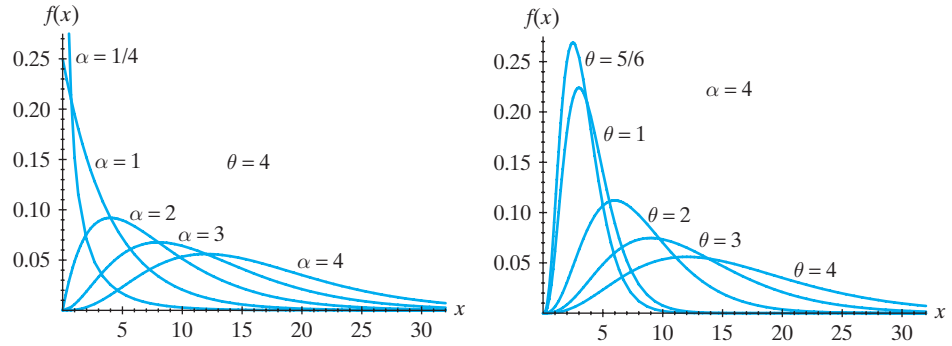 f(x)
0.25
0.20
0.15
0.10
0.05
α = 1/4
α = 1
θ = 4
α = 2
α = 3
α = 4
5 10 15 20 25 30 x
f(x)
0.25
0.20
0.15
0.10
0.05
θ = 5/6
α = 4
θ = 1
θ = 2
θ = 3
θ = 4
5 10 15 20 25 30 x